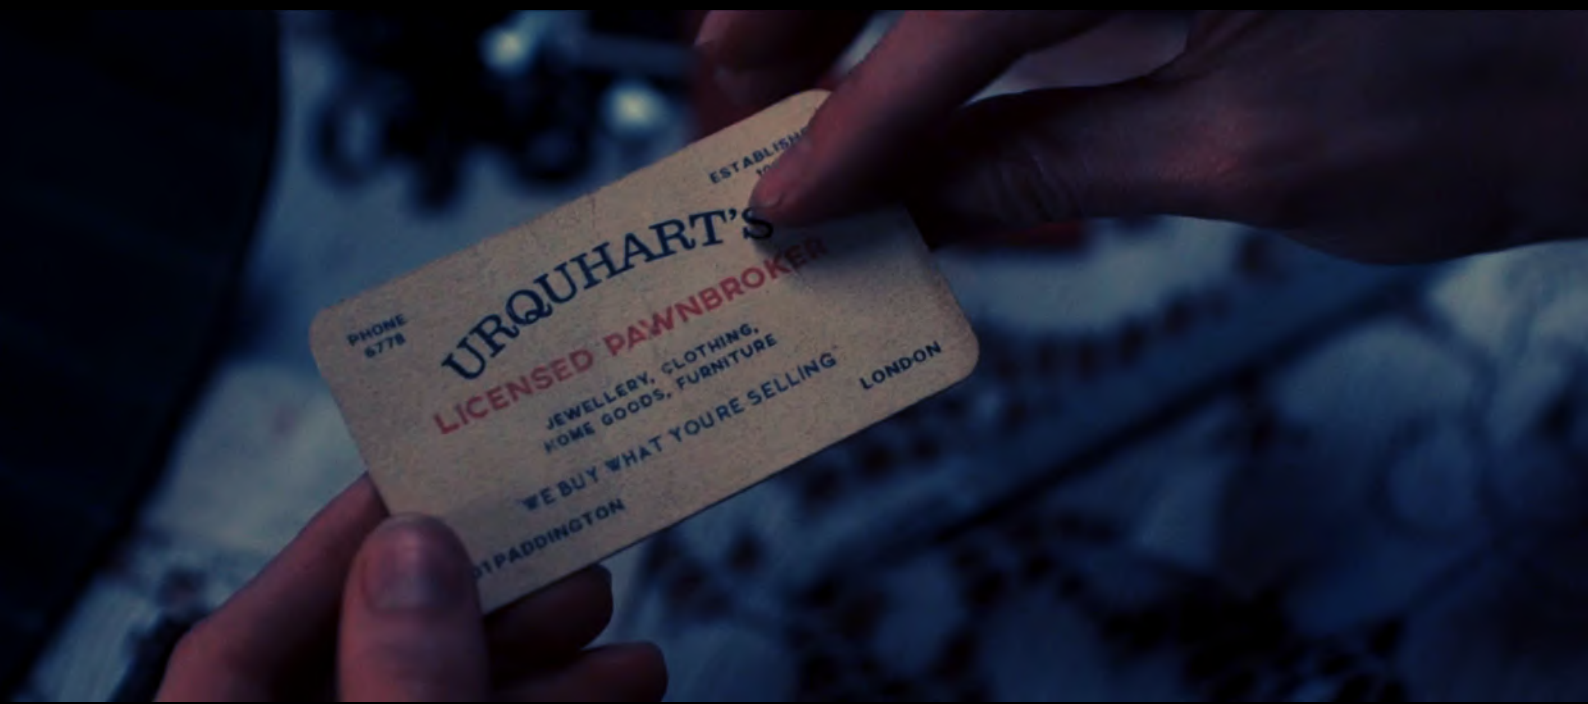 ESTABLISH
PHONE
6778
URQUHART'S
LICENSED PAWNBROKER
JEWELLERY, CLOTHING,
HOME GOODS, FURNITURE
WE BUY WHAT YOU'RE SELLING
LONDON
01 PADDINGTON